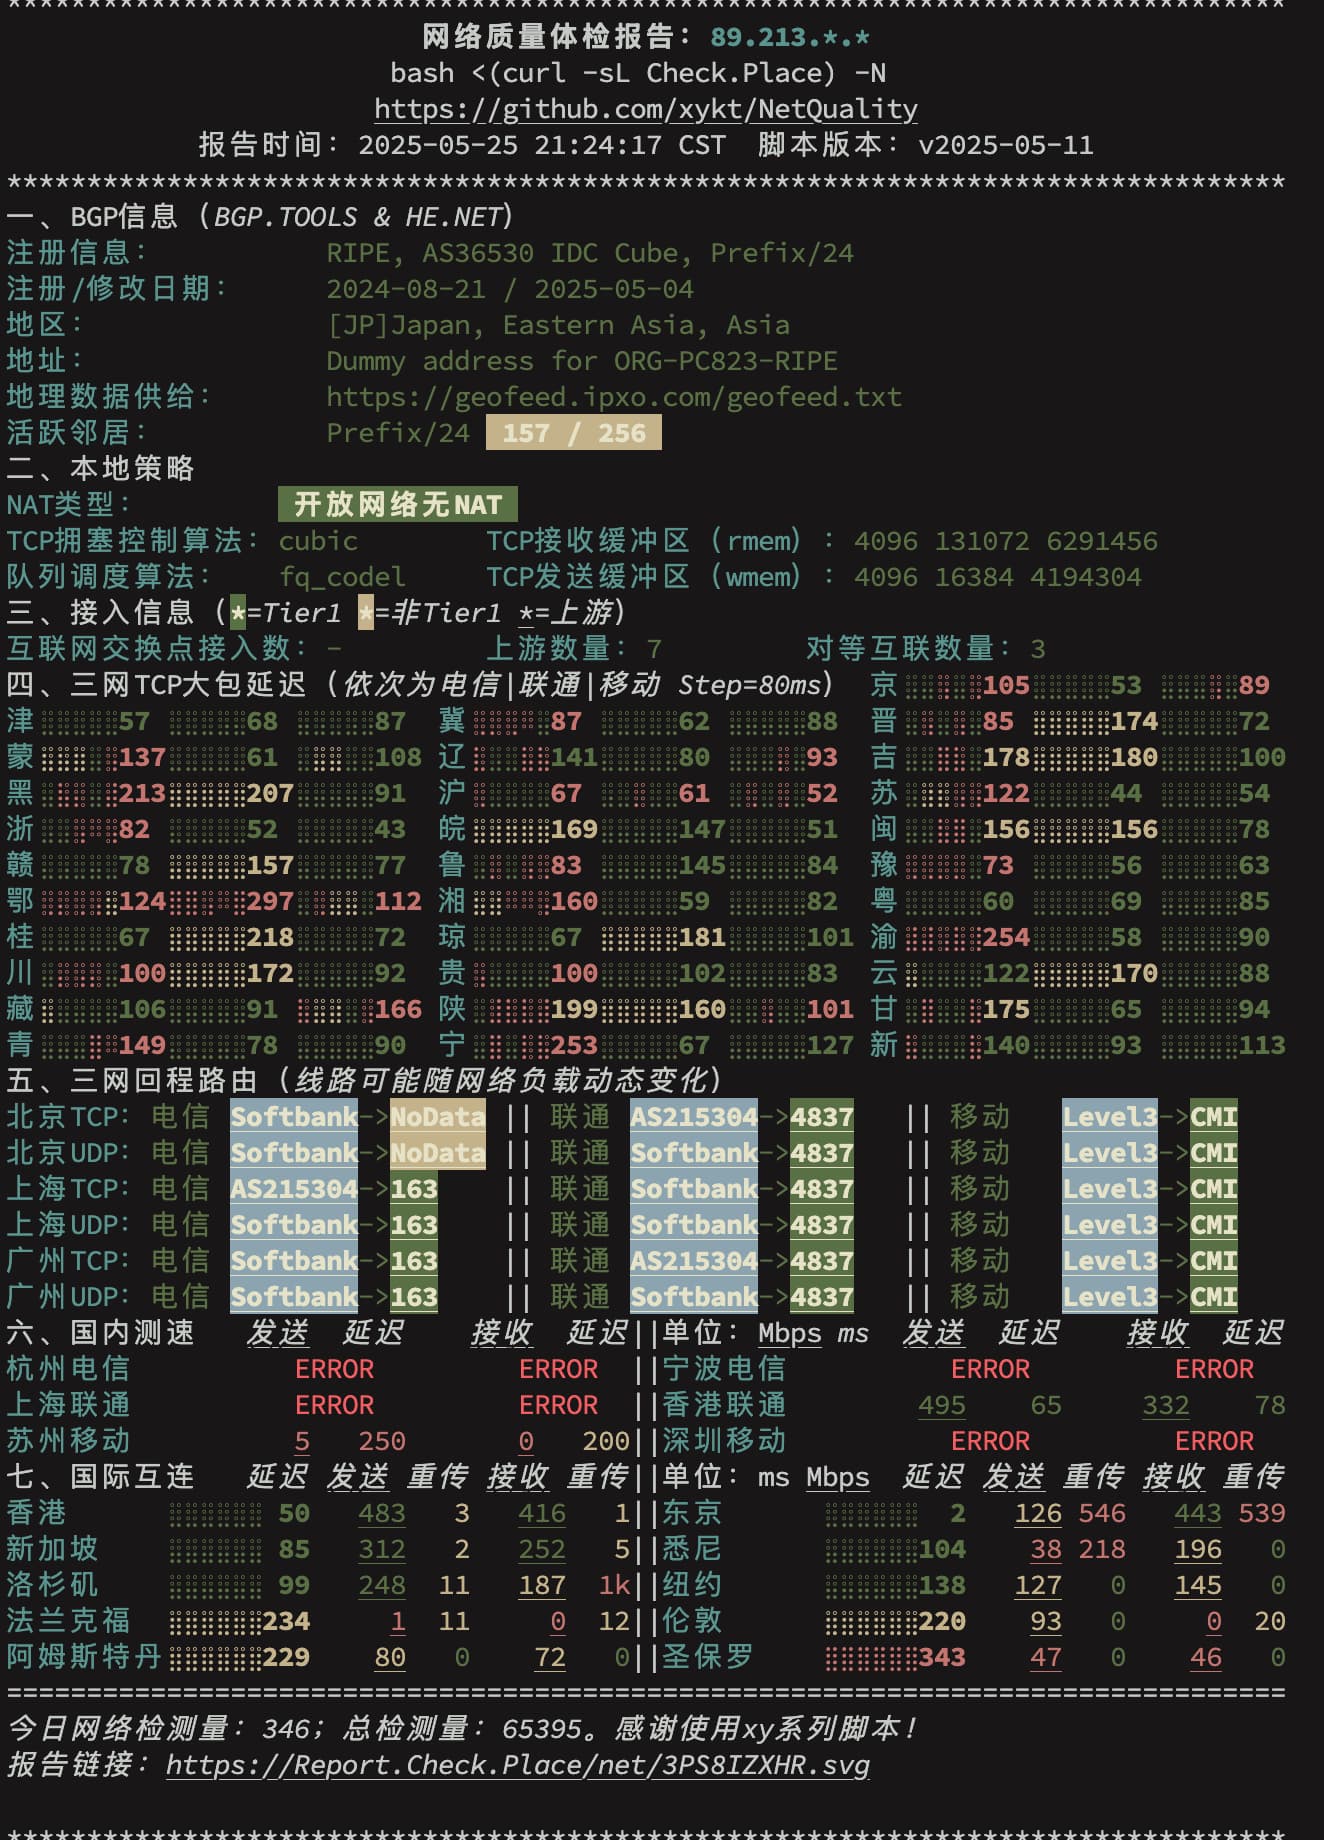 ********************************************************************************
网络质量体检报告：89.213.*.*
bash <(curl -sL Check.Place) -N
https://github.com/xykt/NetQuality
报告时间：2025-05-25 21:24:17 CST 脚本版本：v2025-05-11
********************************************************************************
一、BGP信息（BGP.TOOLS & HE.NET）
注册信息： RIPE, AS36530 IDC Cube, Prefix/24
注册/修改日期： 2024-08-21 / 2025-05-04
地区： [JP]Japan, Eastern Asia, Asia
地址： Dummy address for ORG-PC823-RIPE
地理数据供给： https://geofeed.ipxo.com/geofeed.txt
活跃邻居： Prefix/24 157 / 256
二、本地策略
NAT类型： 开放网络无NAT
TCP拥塞控制算法：cubic TCP接收缓冲区（rmem）：4096 131072 6291456
队列调度算法： fq_codel TCP发送缓冲区（wmem）：4096 16384 4194304
三、接入信息（*=Tier1 *=非Tier1 *=上游）
互联网交换点接入数：- 上游数量：7 对等互联数量：3
四、三网TCP大包延迟（依次为电信|联通|移动 Step=80ms） 京 105 53 89
津 57 68 87 冀 87 62 88 晋 85 174 72
蒙 137 61 108 辽 141 80 93 吉 178 180 100
黑 213 207 91 沪 67 61 52 苏 122 44 54
浙 82 52 43 皖 169 147 51 闽 156 156 78
赣 78 157 77 鲁 83 145 84 豫 73 56 63
鄂 124 297 112 湘 160 59 82 粤 60 69 85
桂 67 218 72 琼 67 181 101 渝 254 58 90
川 100 172 92 贵 100 102 83 云 122 170 88
藏 106 91 166 陕 199 160 101 甘 175 65 94
青 149 78 90 宁 253 67 127 新 140 93 113
五、三网回程路由（线路可能随网络负载动态变化）
北京TCP：电信 Softbank->NoData || 联通 AS215304->4837 || 移动 Level3->CMI
北京UDP：电信 Softbank->NoData || 联通 Softbank->4837 || 移动 Level3->CMI
上海TCP：电信 AS215304->163 || 联通 Softbank->4837 || 移动 Level3->CMI
上海UDP：电信 Softbank->163 || 联通 Softbank->4837 || 移动 Level3->CMI
广州TCP：电信 Softbank->163 || 联通 AS215304->4837 || 移动 Level3->CMI
广州UDP：电信 Softbank->163 || 联通 Softbank->4837 || 移动 Level3->CMI
六、国内测速 发送 延迟 接收 延迟||单位：Mbps ms 发送 延迟 接收 延迟
杭州电信 ERROR ERROR ||宁波电信 ERROR ERROR
上海联通 ERROR ERROR ||香港联通 495 65 332 78
苏州移动 5 250 0 200||深圳移动 ERROR ERROR
七、国际互连 延迟 发送 重传 接收 重传||单位：ms Mbps 延迟 发送 重传 接收 重传
香港 50 483 3 416 1||东京 2 126 546 443 539
新加坡 85 312 2 252 5||悉尼 104 38 218 196 0
洛杉矶 99 248 11 187 1k||纽约 138 127 0 145 0
法兰克福 234 1 11 0 12||伦敦 220 93 0 0 20
阿姆斯特丹 229 80 0 72 0||圣保罗 343 47 0 46 0
================================================================================
今日网络检测量：346；总检测量：65395。感谢使用xy系列脚本！
报告链接：https://Report.Check.Place/net/3PS8IZXHR.svg
********************************************************************************